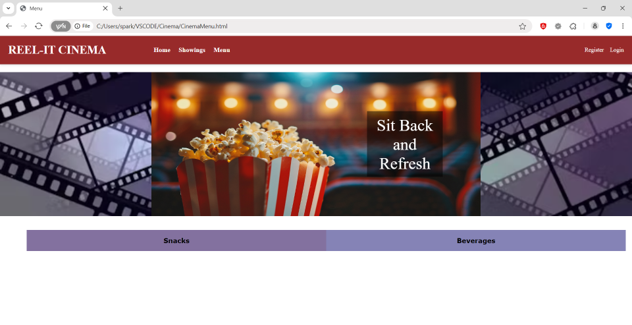 Menu
File
C:/Users/spark/VSCODE/Cinema/CinemaMenu.html
REEL-IT CINEMA
Home Showings Menu
Register Login
Sit Back
and
Refresh
Snacks
Beverages